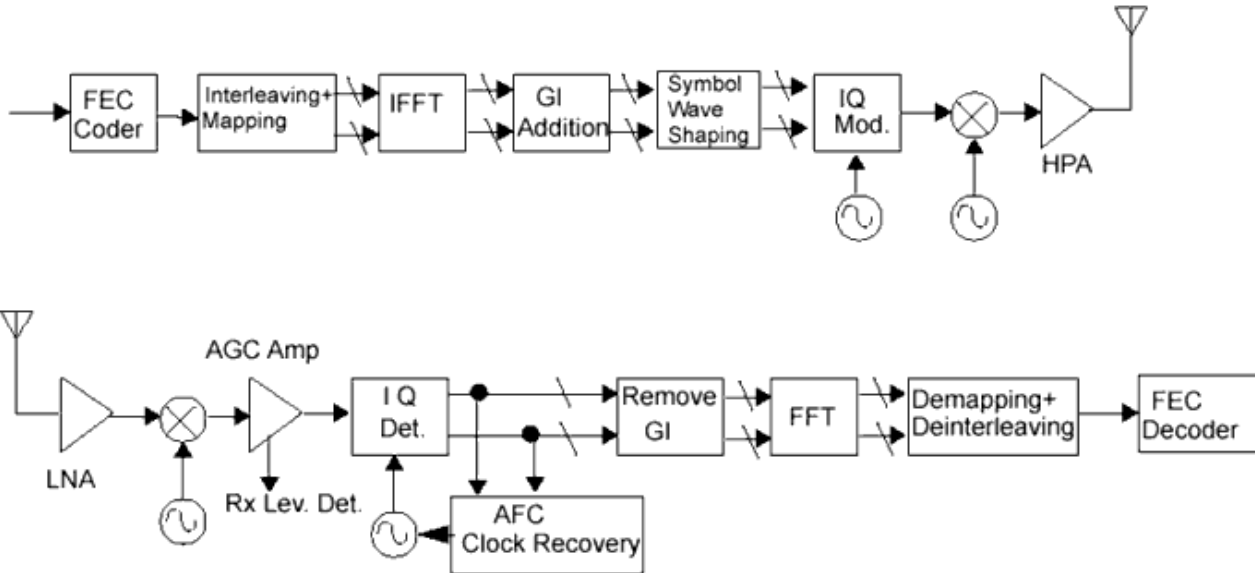 FEC
Coder
Interleaving+
Mapping
IFFT
GI
Addition
Symbol
Wave
Shaping
IQ
Mod.
HPA
LNA
AGC Amp
Rx Lev. Det.
I Q
Det.
AFC
Clock Recovery
Remove
GI
FFT
Demapping+
Deinterleaving
FEC
Decoder